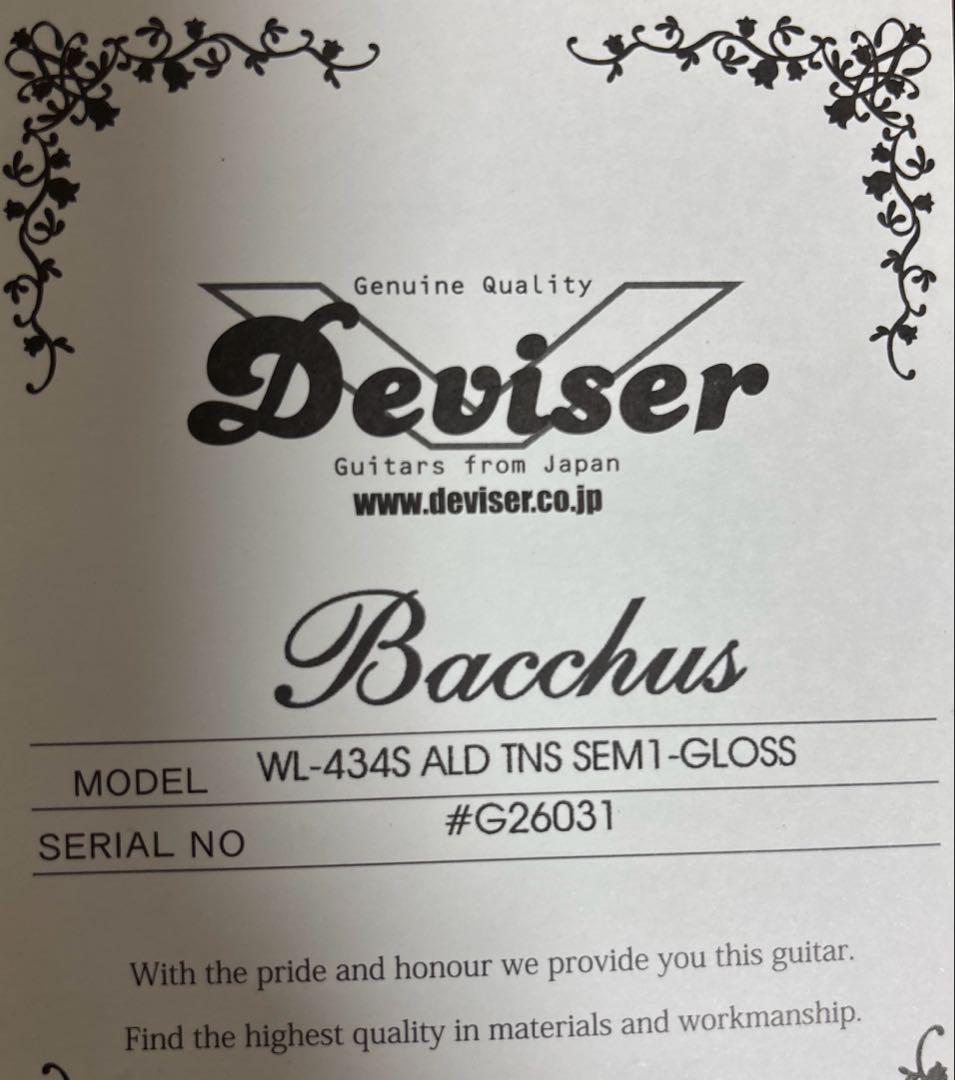 Genuine Quality
Deviser
Guitars from Japan
www.deviser.co.jp
Bacchus
MODEL WL-434S ALD TNS SEM1-GLOSS
SERIAL NO #G26031
With the pride and honour we provide you this guitar.
Find the highest quality in materials and workmanship.